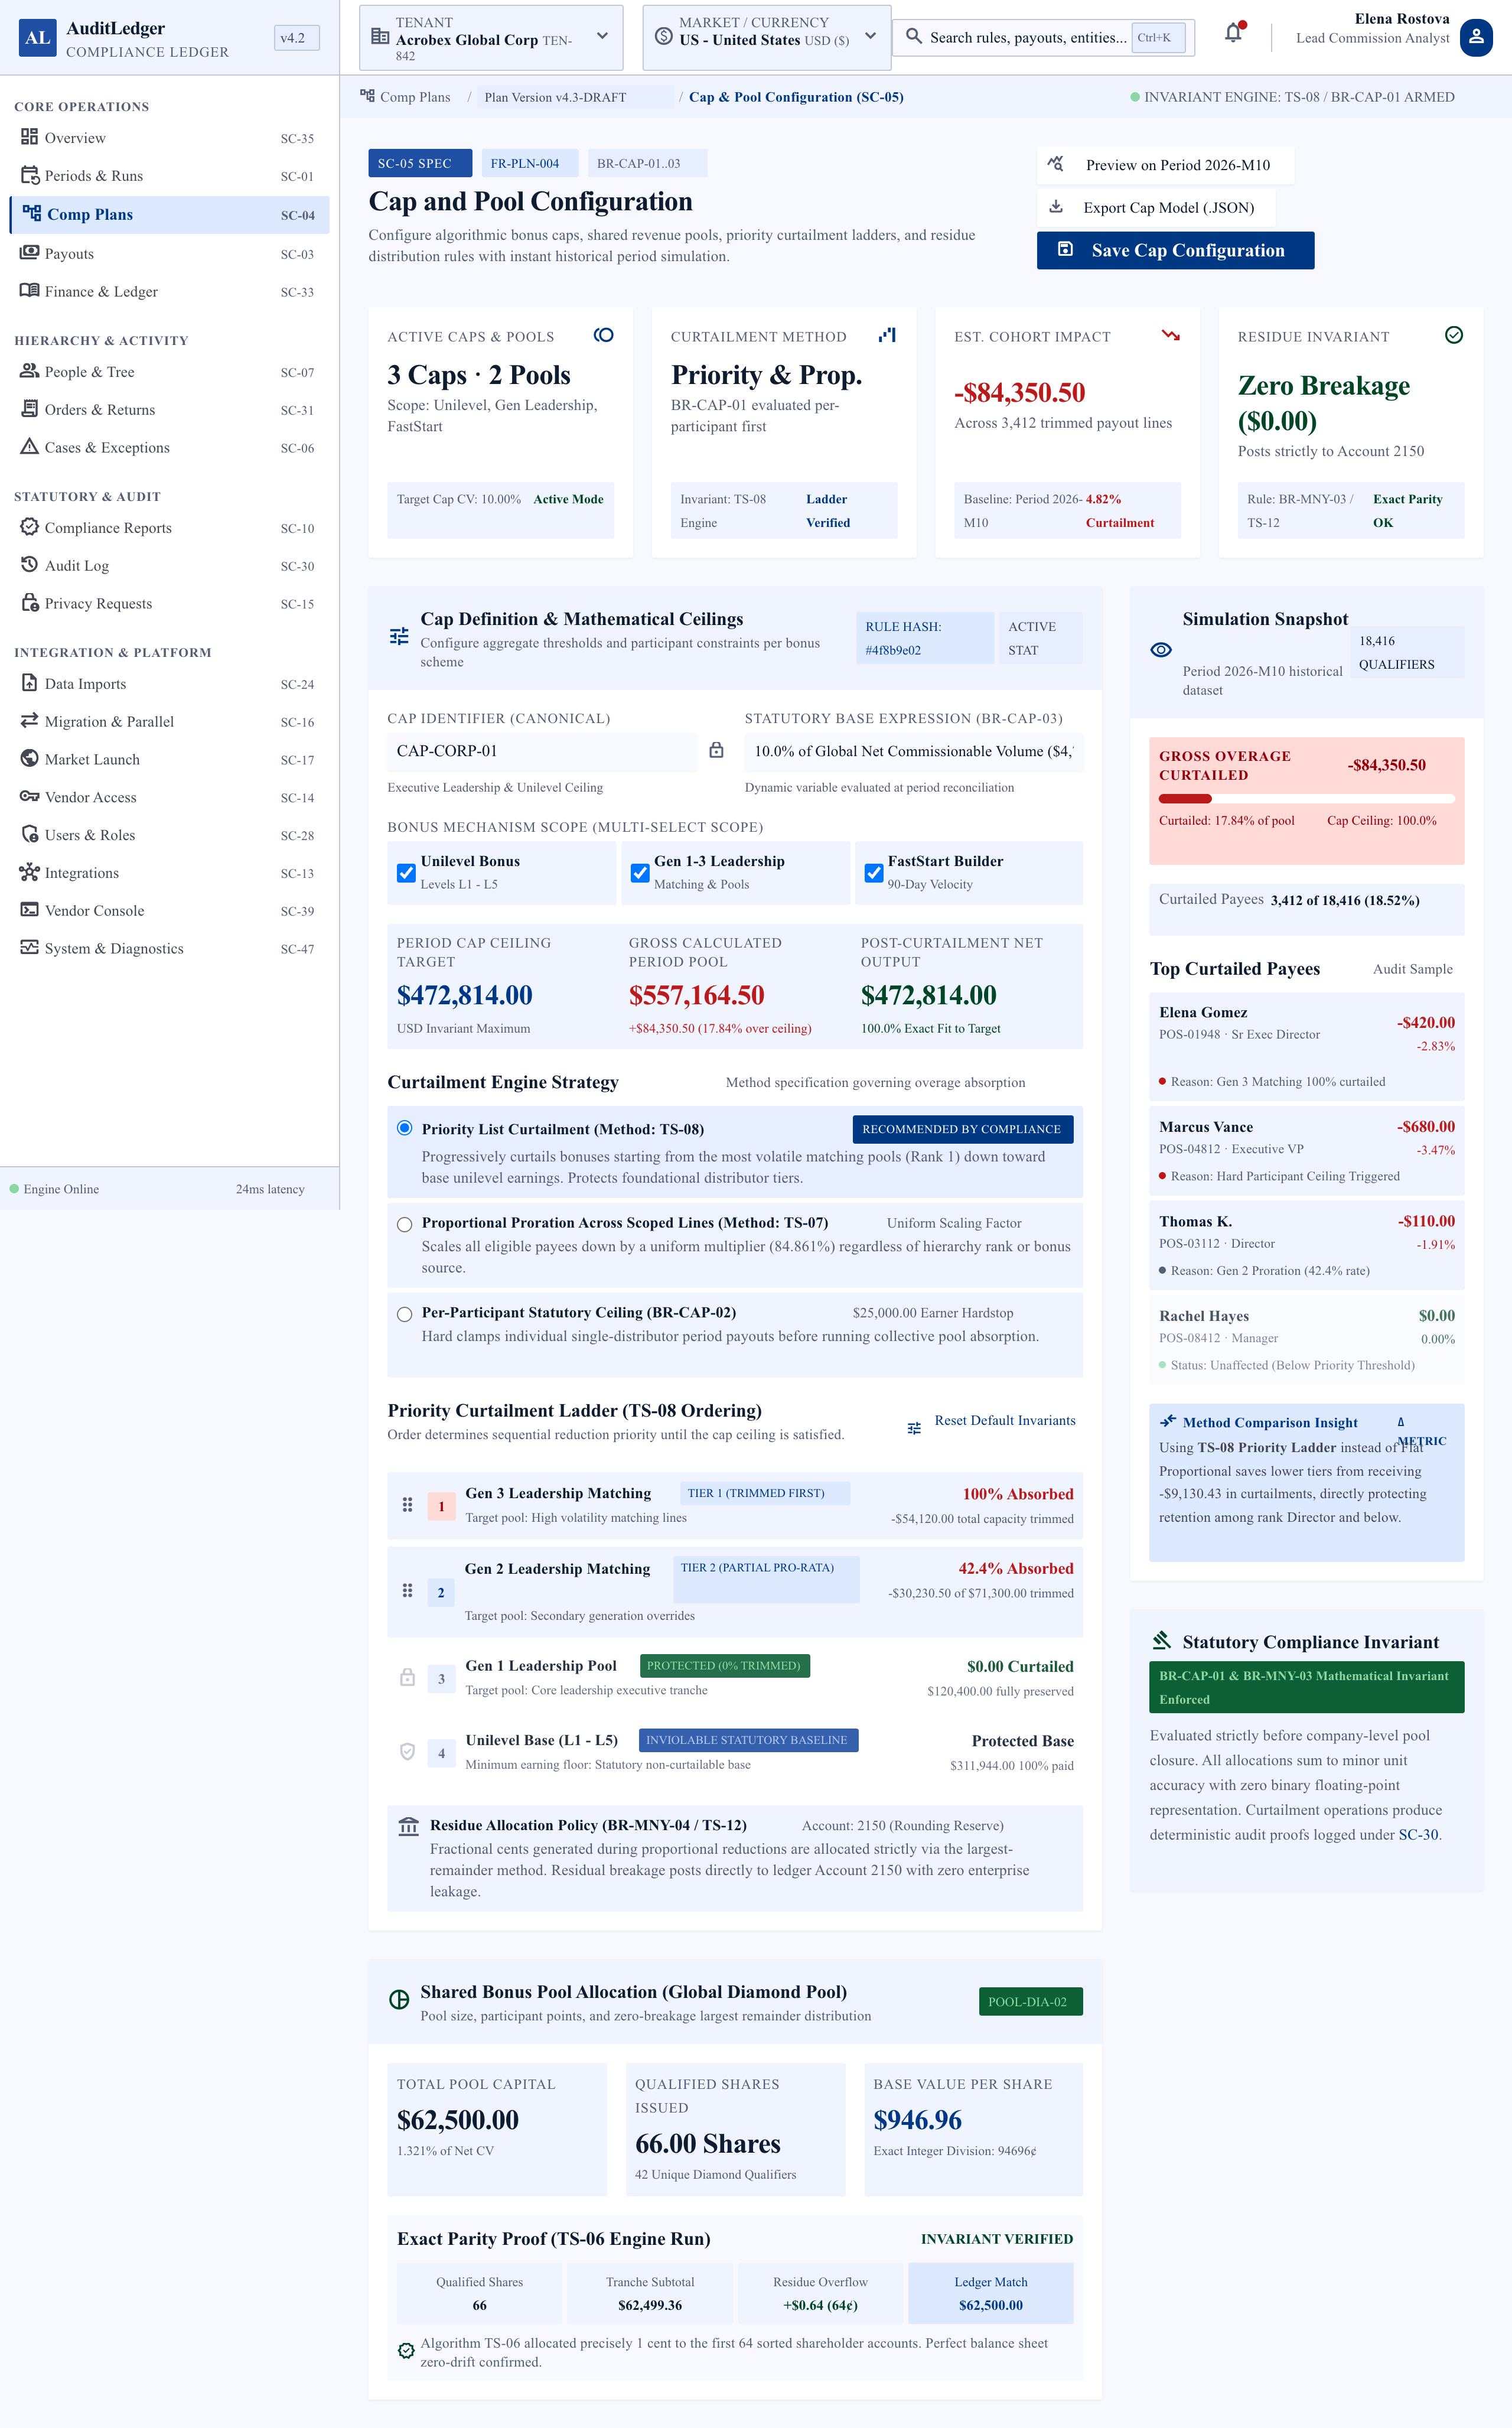 AL
AuditLedger
COMPLIANCE LEDGER
v4.2
TENANT
Acrobex Global Corp TEN-
842
MARKET / CURRENCY
US - United States USD ($)
Search rules, payouts, entities...
Ctrl+K
Elena Rostova
Lead Commission Analyst
CORE OPERATIONS
Overview SC-35
Periods & Runs SC-01
Comp Plans SC-04
Payouts SC-03
Finance & Ledger SC-33
HIERARCHY & ACTIVITY
People & Tree SC-07
Orders & Returns SC-31
Cases & Exceptions SC-06
STATUTORY & AUDIT
Compliance Reports SC-10
Audit Log SC-30
Privacy Requests SC-15
INTEGRATION & PLATFORM
Data Imports SC-24
Migration & Parallel SC-16
Market Launch SC-17
Vendor Access SC-14
Users & Roles SC-28
Integrations SC-13
Vendor Console SC-39
System & Diagnostics SC-47
Engine Online 24ms latency
Comp Plans / Plan Version v4.3-DRAFT / Cap & Pool Configuration (SC-05)
INVARIANT ENGINE: TS-08 / BR-CAP-01 ARMED
SC-05 SPEC FR-PLN-004 BR-CAP-01..03
Cap and Pool Configuration
Configure algorithmic bonus caps, shared revenue pools, priority curtailment ladders, and residue
distribution rules with instant historical period simulation.
Preview on Period 2026-M10
Export Cap Model (.JSON)
Save Cap Configuration
ACTIVE CAPS & POOLS
3 Caps · 2 Pools
Scope: Unilevel, Gen Leadership,
FastStart
Target Cap CV: 10.00% Active Mode
CURTAILMENT METHOD
Priority & Prop.
BR-CAP-01 evaluated per-
participant first
Invariant: TS-08 Ladder
Engine Verified
EST. COHORT IMPACT
-$84,350.50
Across 3,412 trimmed payout lines
Baseline: Period 2026- 4.82%
M10 Curtailment
RESIDUE INVARIANT
Zero Breakage
($0.00)
Posts strictly to Account 2150
Rule: BR-MNY-03 / Exact Parity
TS-12 OK
Cap Definition & Mathematical Ceilings
Configure aggregate thresholds and participant constraints per bonus
scheme
RULE HASH:
#4f8b9e02
ACTIVE
STAT
CAP IDENTIFIER (CANONICAL)
CAP-CORP-01
Executive Leadership & Unilevel Ceiling
STATUTORY BASE EXPRESSION (BR-CAP-03)
10.0% of Global Net Commissionable Volume ($4,
Dynamic variable evaluated at period reconciliation
BONUS MECHANISM SCOPE (MULTI-SELECT SCOPE)
Unilevel Bonus
Levels L1 - L5
Gen 1-3 Leadership
Matching & Pools
FastStart Builder
90-Day Velocity
PERIOD CAP CEILING
TARGET
$472,814.00
USD Invariant Maximum
GROSS CALCULATED
PERIOD POOL
$557,164.50
+$84,350.50 (17.84% over ceiling)
POST-CURTAILMENT NET
OUTPUT
$472,814.00
100.0% Exact Fit to Target
Curtailment Engine Strategy
Method specification governing overage absorption
Priority List Curtailment (Method: TS-08)
RECOMMENDED BY COMPLIANCE
Progressively curtails bonuses starting from the most volatile matching pools (Rank 1) down toward
base unilevel earnings. Protects foundational distributor tiers.
Proportional Proration Across Scoped Lines (Method: TS-07)
Uniform Scaling Factor
Scales all eligible payees down by a uniform multiplier (84.861%) regardless of hierarchy rank or bonus
source.
Per-Participant Statutory Ceiling (BR-CAP-02)
$25,000.00 Earner Hardstop
Hard clamps individual single-distributor period payouts before running collective pool absorption.
Priority Curtailment Ladder (TS-08 Ordering)
Order determines sequential reduction priority until the cap ceiling is satisfied.
Reset Default Invariants
1
Gen 3 Leadership Matching
TIER 1 (TRIMMED FIRST)
Target pool: High volatility matching lines
100% Absorbed
-$54,120.00 total capacity trimmed
2
Gen 2 Leadership Matching
TIER 2 (PARTIAL PRO-RATA)
Target pool: Secondary generation overrides
42.4% Absorbed
-$30,230.50 of $71,300.00 trimmed
3
Gen 1 Leadership Pool
PROTECTED (0% TRIMMED)
Target pool: Core leadership executive tranche
$0.00 Curtailed
$120,400.00 fully preserved
4
Unilevel Base (L1 - L5)
INVIOLABLE STATUTORY BASELINE
Minimum earning floor: Statutory non-curtailable base
Protected Base
$311,944.00 100% paid
Residue Allocation Policy (BR-MNY-04 / TS-12)
Account: 2150 (Rounding Reserve)
Fractional cents generated during proportional reductions are allocated strictly via the largest-
remainder method. Residual breakage posts directly to ledger Account 2150 with zero enterprise
leakage.
Shared Bonus Pool Allocation (Global Diamond Pool)
Pool size, participant points, and zero-breakage largest remainder distribution
POOL-DIA-02
TOTAL POOL CAPITAL
$62,500.00
1.321% of Net CV
QUALIFIED SHARES
ISSUED
66.00 Shares
42 Unique Diamond Qualifiers
BASE VALUE PER SHARE
$946.96
Exact Integer Division: 94696¢
Exact Parity Proof (TS-06 Engine Run)
INVARIANT VERIFIED
Qualified Shares
66
Tranche Subtotal
$62,499.36
Residue Overflow
+$0.64 (64¢)
Ledger Match
$62,500.00
Algorithm TS-06 allocated precisely 1 cent to the first 64 sorted shareholder accounts. Perfect balance sheet
zero-drift confirmed.
Simulation Snapshot
Period 2026-M10 historical
dataset
18,416
QUALIFIERS
GROSS OVERAGE
CURTAILED
-$84,350.50
Curtailed: 17.84% of pool
Cap Ceiling: 100.0%
Curtailed Payees 3,412 of 18,416 (18.52%)
Top Curtailed Payees
Audit Sample
Elena Gomez
POS-01948 · Sr Exec Director
-$420.00
-2.83%
Reason: Gen 3 Matching 100% curtailed
Marcus Vance
POS-04812 · Executive VP
-$680.00
-3.47%
Reason: Hard Participant Ceiling Triggered
Thomas K.
POS-03112 · Director
-$110.00
-1.91%
Reason: Gen 2 Proration (42.4% rate)
Rachel Hayes
POS-08412 · Manager
$0.00
0.00%
Status: Unaffected (Below Priority Threshold)
Method Comparison Insight
Δ
METRIC
Using TS-08 Priority Ladder instead of Flat
Proportional saves lower tiers from receiving
-$9,130.43 in curtailments, directly protecting
retention among rank Director and below.
Statutory Compliance Invariant
BR-CAP-01 & BR-MNY-03 Mathematical Invariant
Enforced
Evaluated strictly before company-level pool
closure. All allocations sum to minor unit
accuracy with zero binary floating-point
representation. Curtailment operations produce
deterministic audit proofs logged under SC-30.